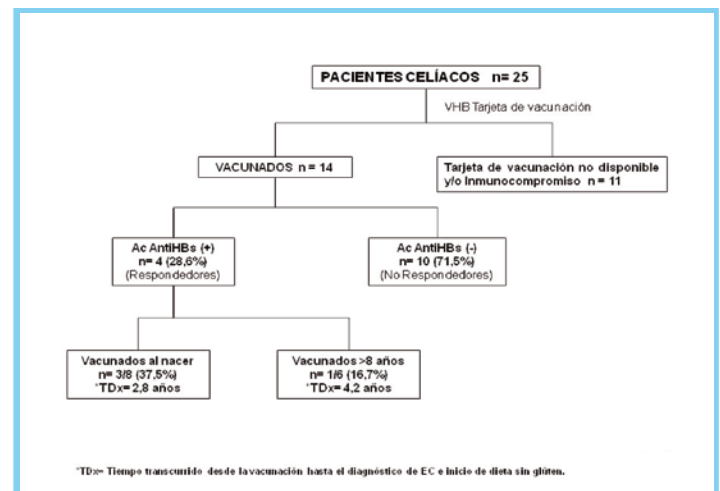 PACIENTES CELÍACOS n= 25
VHB Tarjeta de vacunación
VACUNADOS n = 14
Tarjeta de vacunación no disponible
y/o Inmunocompromiso n = 11
Ac AntiHBs (+)
n= 4 (28,6%)
(Respondedores)
Ac AntiHBs (-)
n= 10 (71,5%)
(No Respondedores)
Vacunados al nacer
n= 3/8 (37,5%)
*TDx= 2,8 años
Vacunados >8 años
n= 1/6 (16,7%)
*TDx= 4,2 años
*TDx= Tiempo transcurrido desde la vacunación hasta el diagnóstico de EC e inicio de dieta sin glúten.